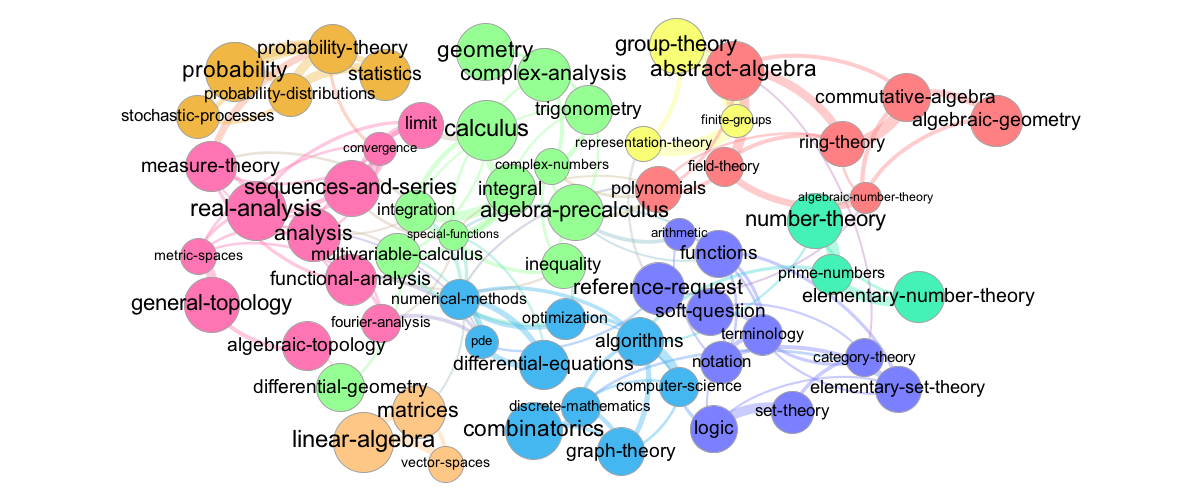 group-theory
probability-theory
geometry
probability
statistics
complex-analysis
abstract-algebra
probability-distributions
commutative-algebra
trigonometry
stochastic-processes
limit
calculus
finite-groups
algebraic-geometry
convergence
representation-theory
ring-theory
measure-theory
complex-numbers
field-theory
sequences-and-series
integral
polynomials
algebraic-number-theory
real-analysis
integration
algebra-precalculus
number-theory
analysis
special-functions
arithmetic
metric-spaces
multivariable-calculus
functions
functional-analysis
inequality
prime-numbers
general-topology
numerical-methods
reference-request
elementary-number-theory
fourier-analysis
optimization
soft-question
algebraic-topology
pde
algorithms
terminology
differential-equations
notation
category-theory
differential-geometry
computer-science
elementary-set-theory
matrices
discrete-mathematics
set-theory
linear-algebra
combinatorics
logic
vector-spaces
graph-theory